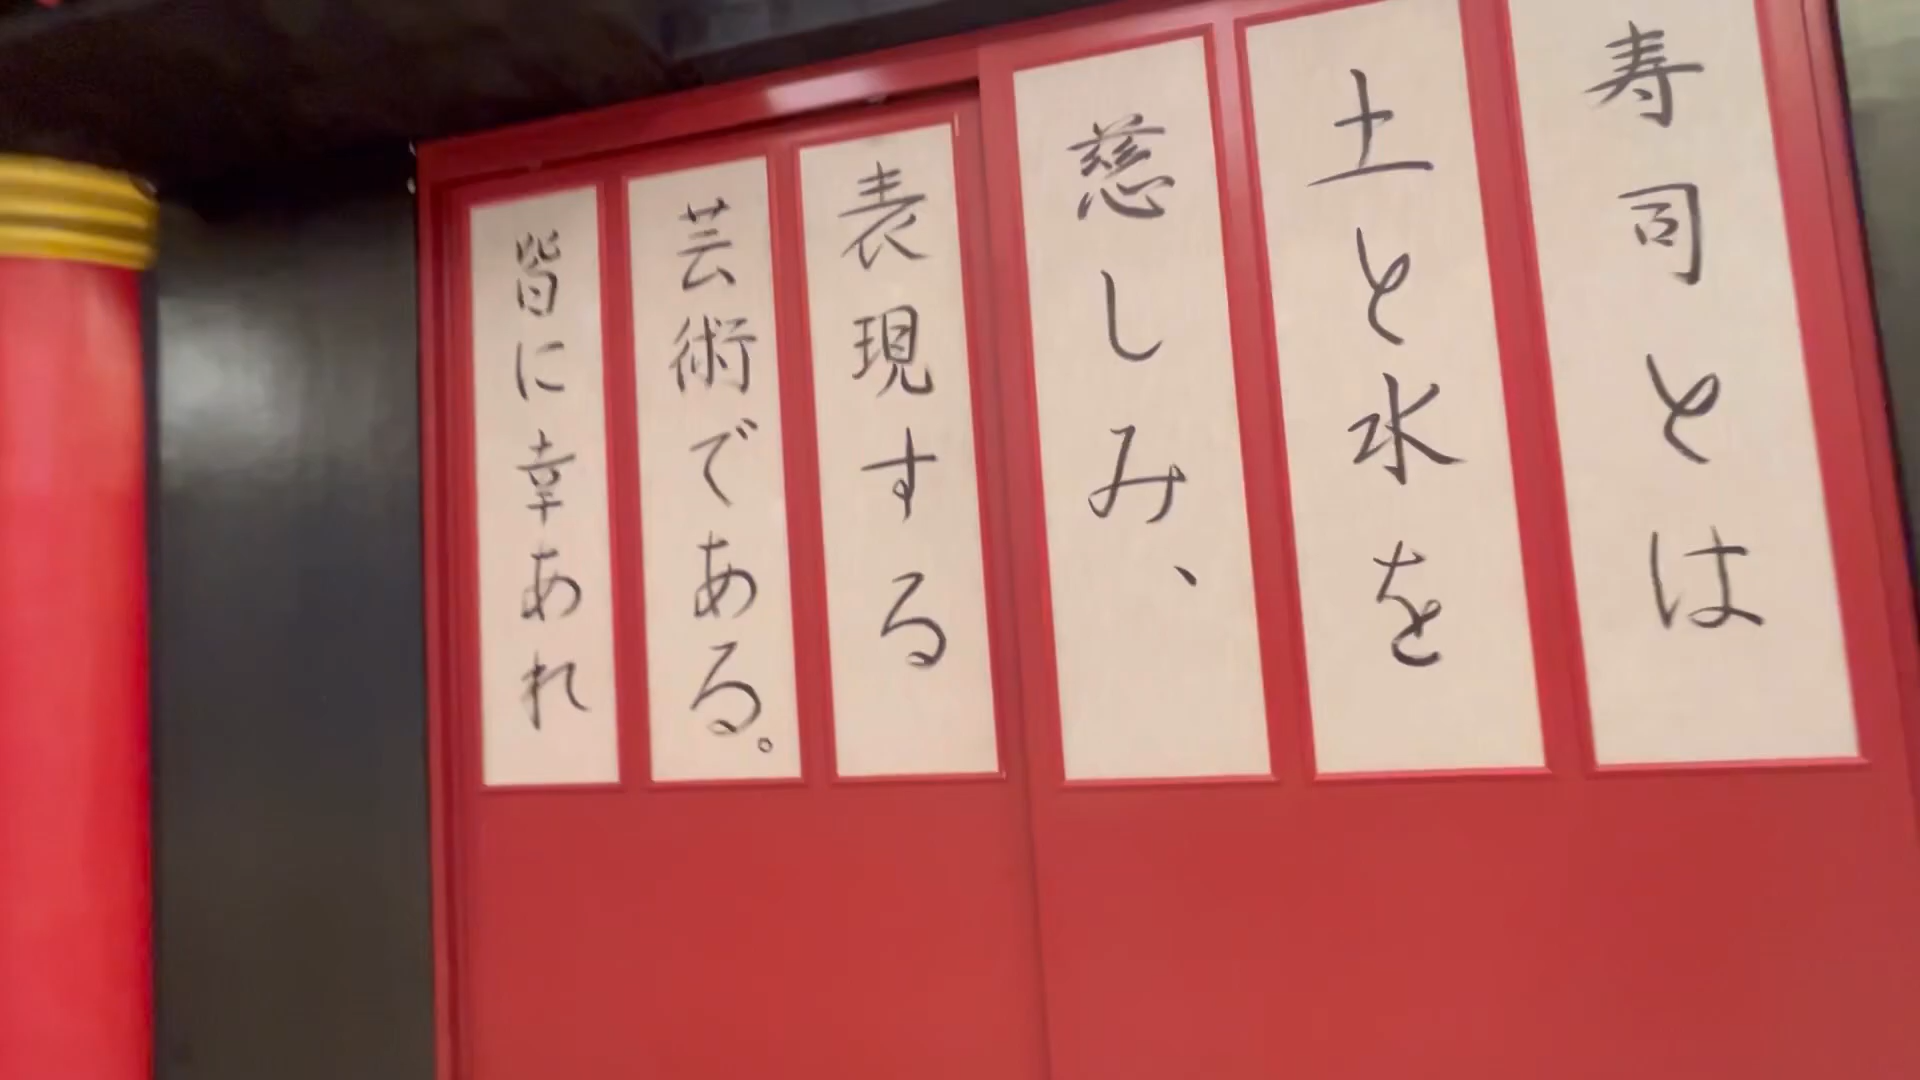 寿司とは
土と水を
慈しみ、
表現する
芸術である。
皆に幸あれ